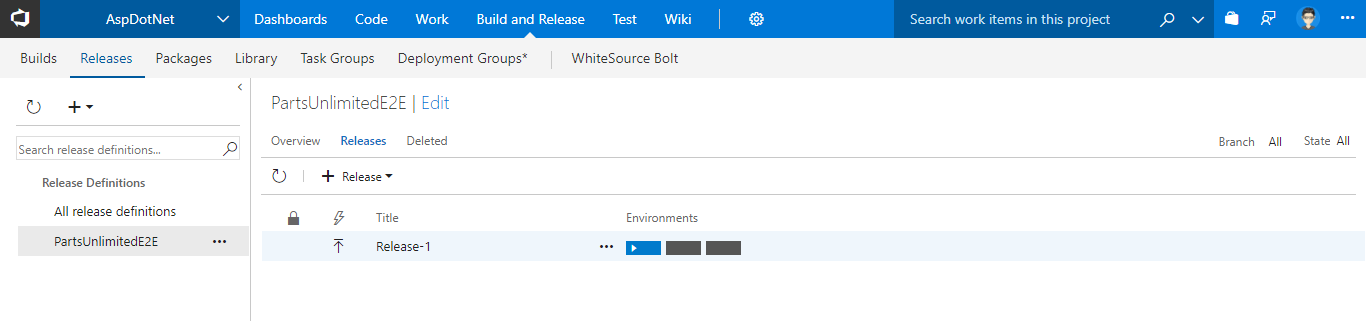 AspDotNet Dashboards Code Work Build and Release Test Wiki Search work items in this project
Builds Releases Packages Library Task Groups Deployment Groups* WhiteSource Bolt
PartsUnlimitedE2E | Edit
Search release definitions...
Overview Releases Deleted Branch All State All
Release
Release Definitions
All release definitions
PartsUnlimitedE2E
Title Environments
Release-1